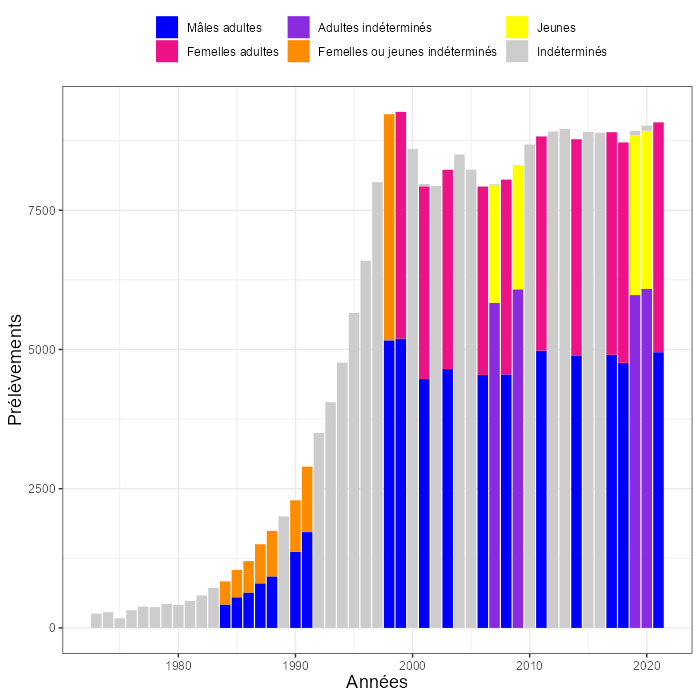 Mâles adultes Adultes indéterminés Jeunes
Femelles adultes Femelles ou jeunes indéterminés Indéterminés
Prélèvements
7500
5000
2500
0
1980 1990 2000 2010 2020
Années